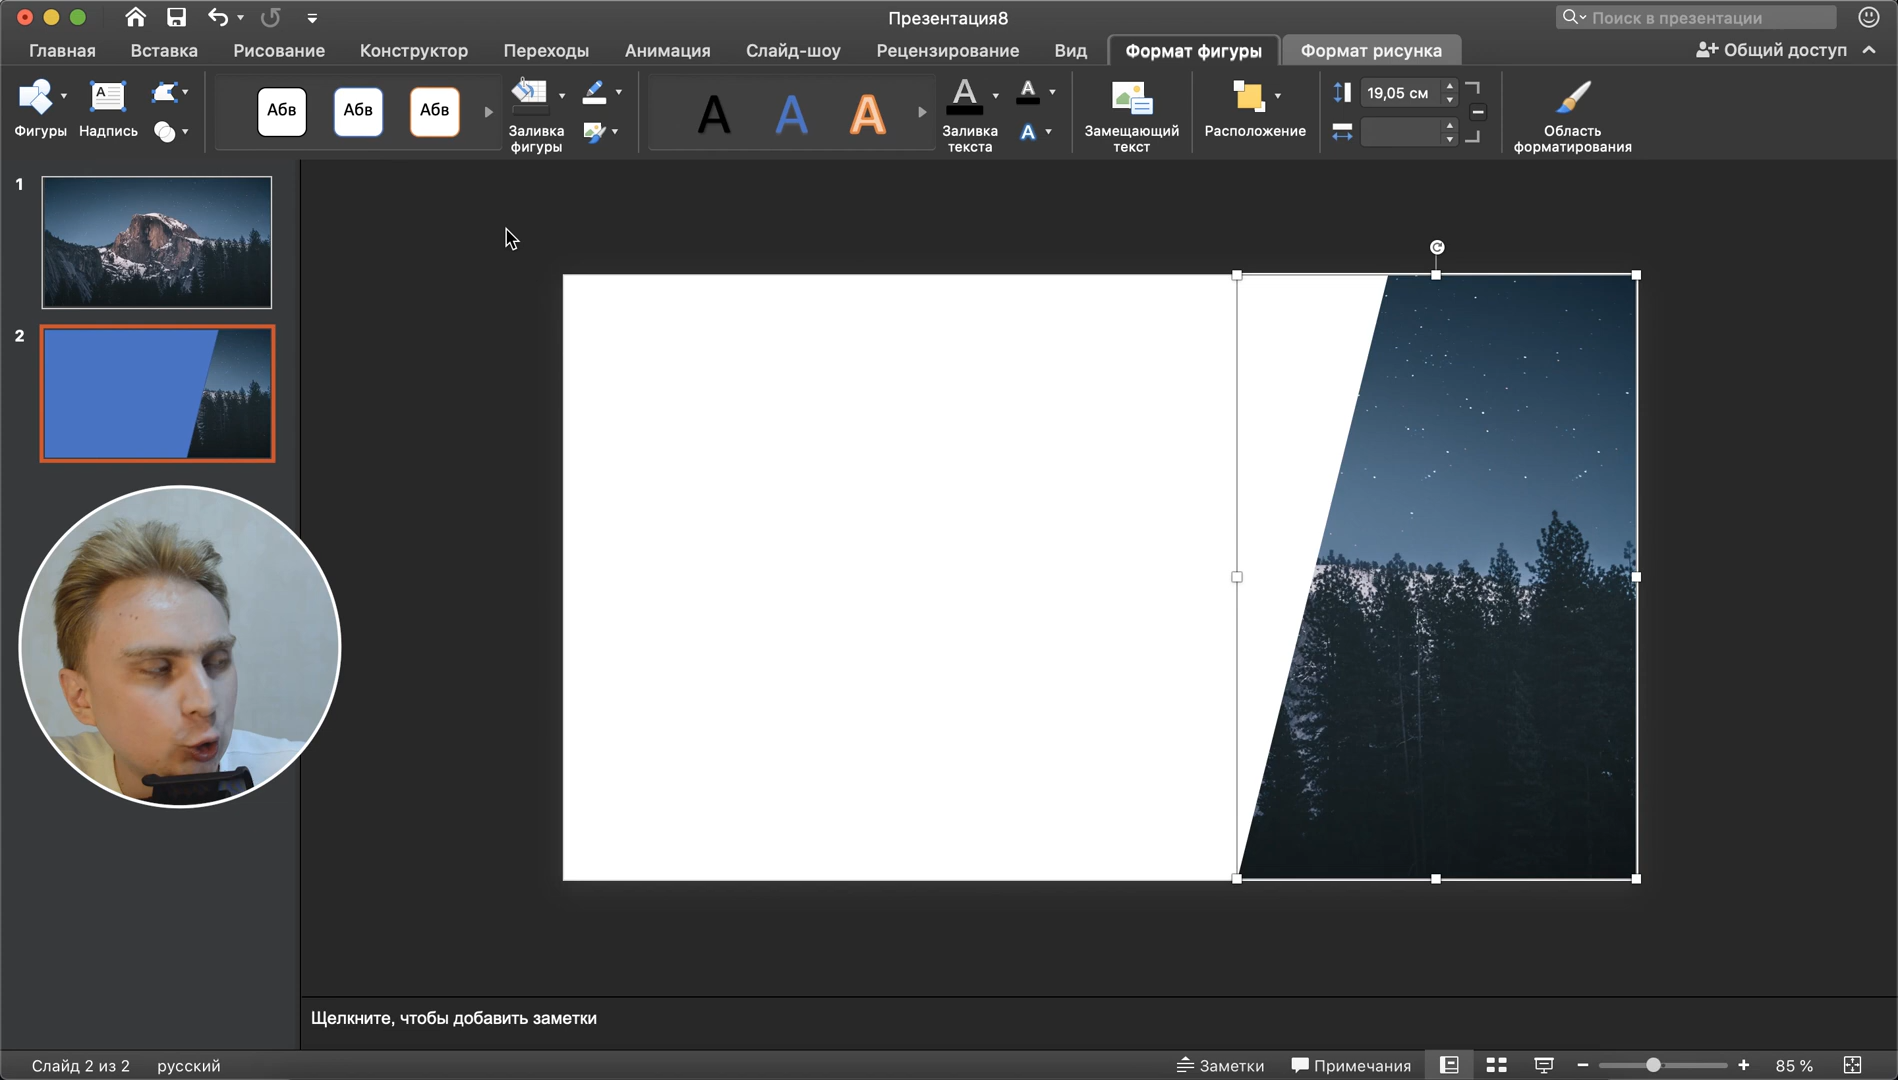 Презентация8
Поиск в презентации
Главная Вставка Рисование Конструктор Переходы Анимация Слайд-шоу Рецензирование Вид Формат фигуры Формат рисунка Общий доступ
Фигуры
A
Надпись
Абв Абв Абв
Заливка
фигуры
A A A
A
Заливка
текста
A
A
Замещающий
текст
Расположение
19,05 см
Область
форматирования
1
2
Щелкните, чтобы добавить заметки
Слайд 2 из 2 русский Заметки Примечания 85 %